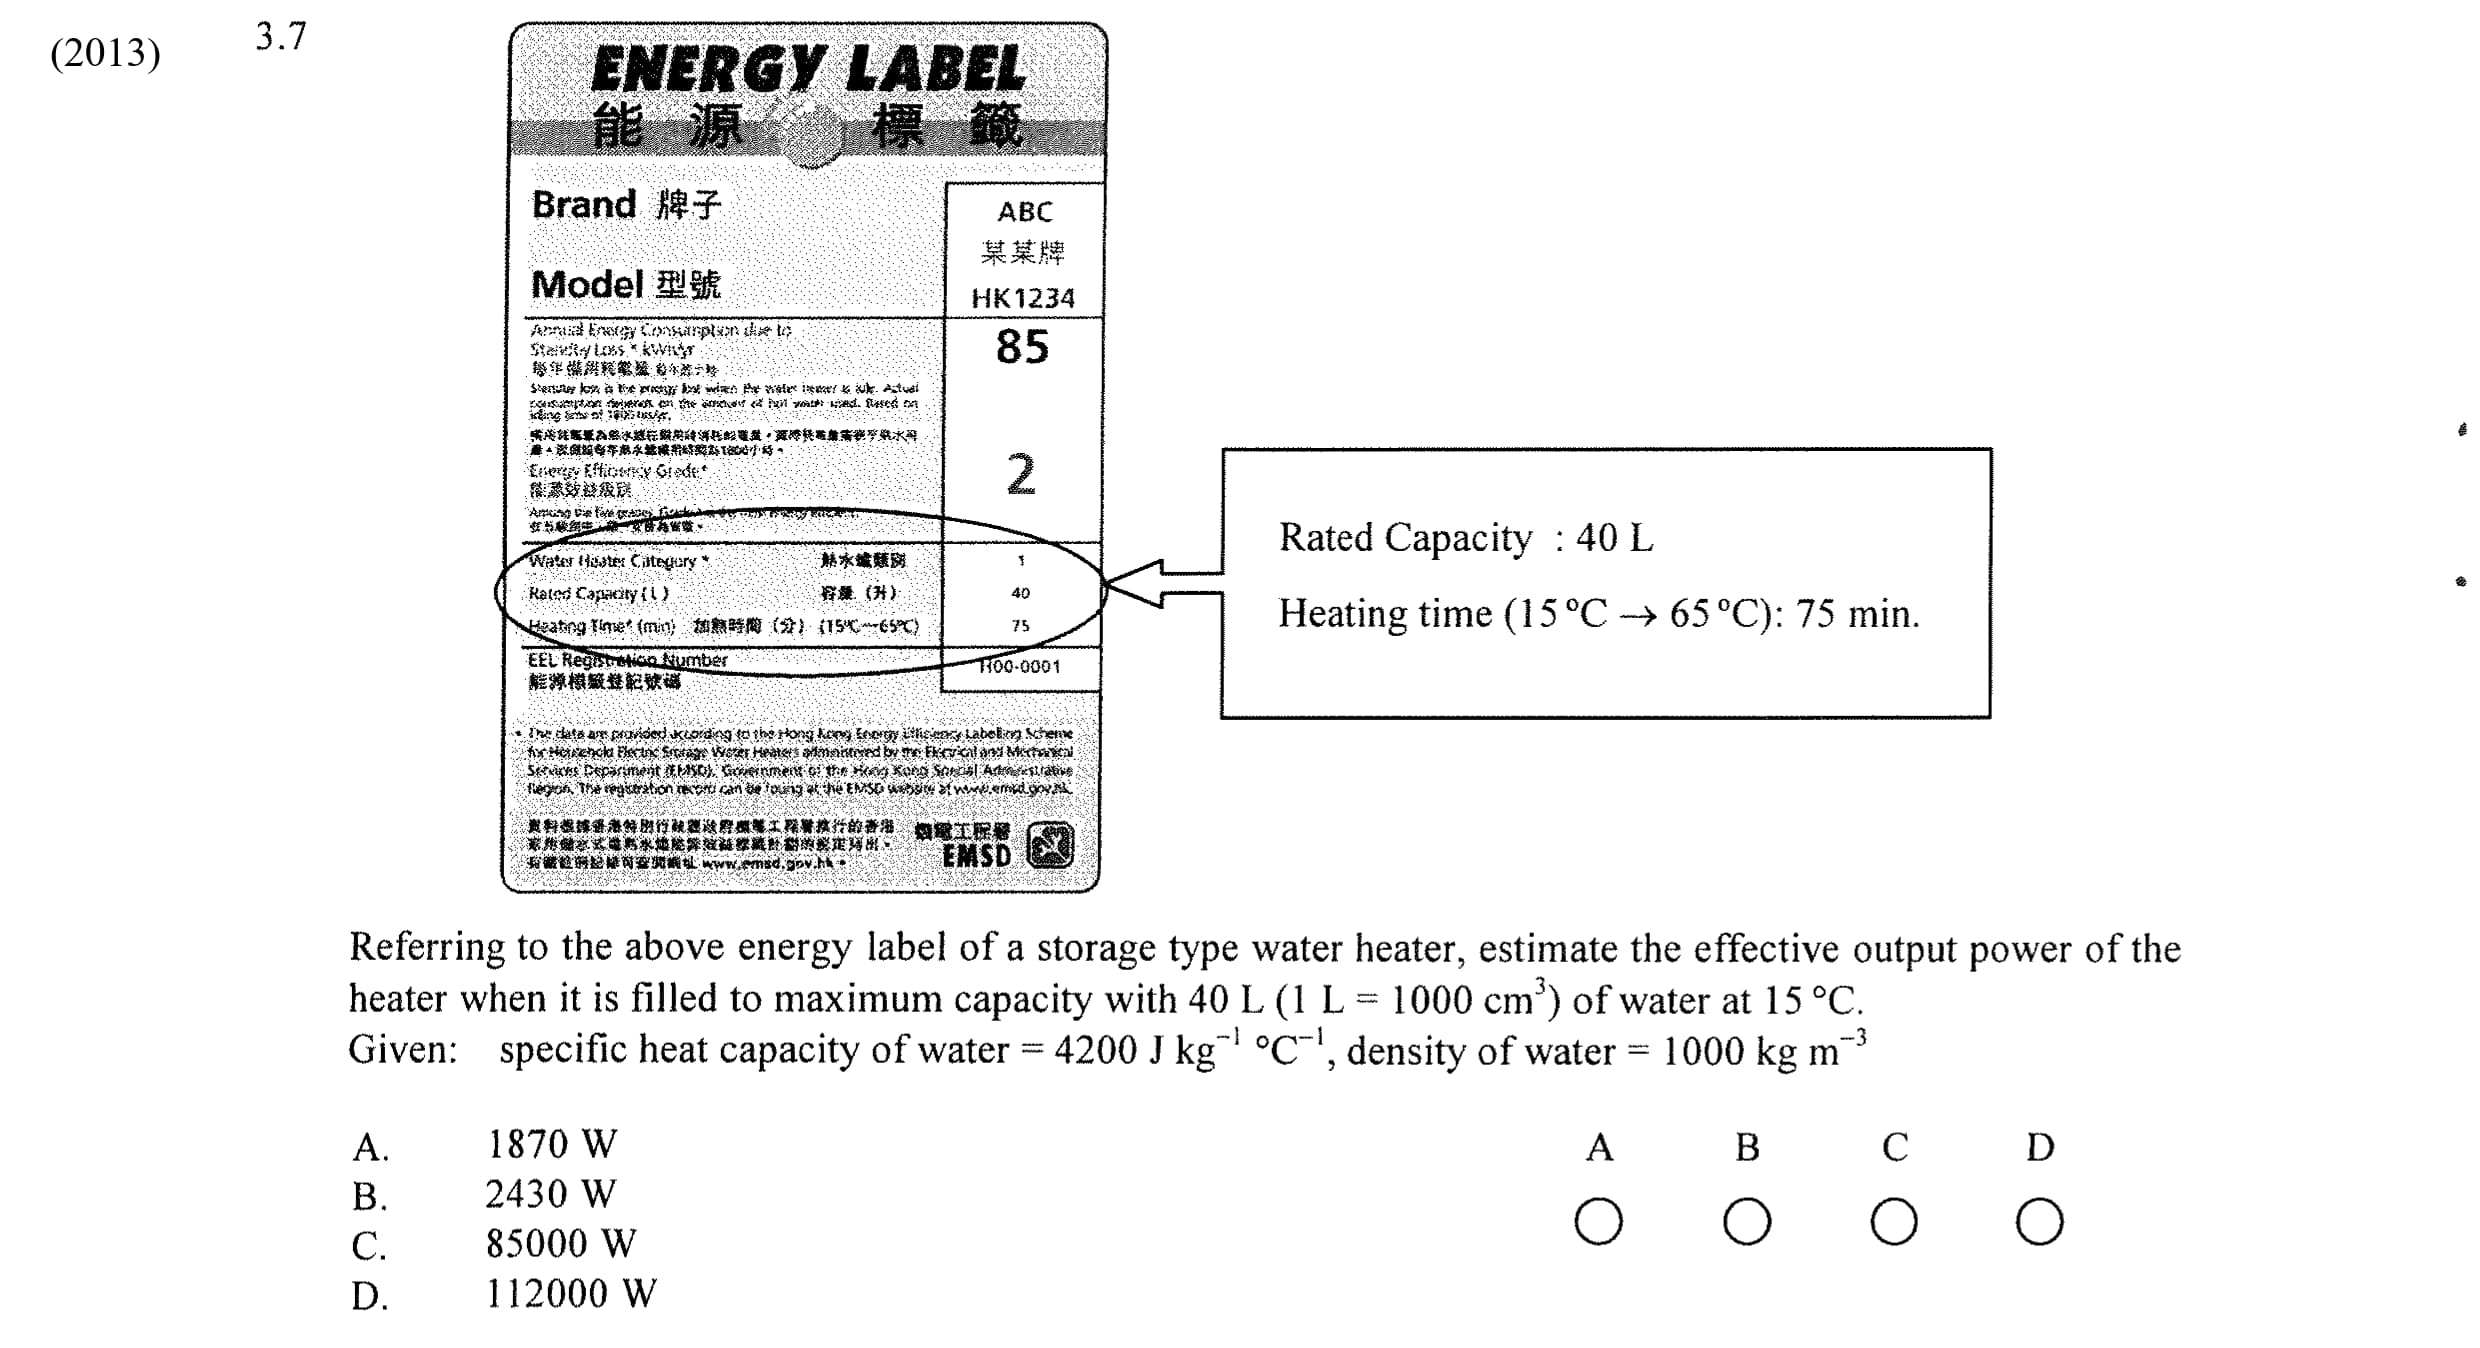 (2013)
3.7
ENERGY LABEL
能源標籤
Brand 牌子
ABC
某某牌
Model 型號
HK1234
Annual Energy Consumption due to
Standby Loss * kWh/yr
85
每年備用耗電量
Standby loss is the energy lost when the water heater is idle. Actual
consumption depends on the amount of hot water used. Based on
idling time of 1800 hrs/yr.
Energy Efficiency Grade*
能源效益級別
2
Among the five grades, Grade
Water Heater Category * 熱水爐類別 1
Rated Capacity (L) 容量 (升) 40
Heating Time* (min) 加熱時間 (分) (15℃—65℃) 75
EEL Registration Number
能源標籤登記號碼
H00-0001
Rated Capacity : 40 L
Heating time (15 °C → 65 °C): 75 min.
* The data are provided according to the Hong Kong Energy Efficiency Labelling Scheme
for Household Electric Storage Water Heaters administered by the Electrical and Mechanical
Services Department (EMSD), Government of the Hong Kong Special Administrative
Region. The registration record can be found at the EMSD website at www.emsd.gov.hk.
www.emsd.gov.hk。
機電工程署
EMSD
Referring to the above energy label of a storage type water heater, estimate the effective output power of the
heater when it is filled to maximum capacity with 40 L (1 L = 1000 cm³) of water at 15 °C.
Given: specific heat capacity of water = 4200 J kg⁻¹ °C⁻¹, density of water = 1000 kg m⁻³
A. 1870 W
B. 2430 W
C. 85000 W
D. 112000 W
A B C D